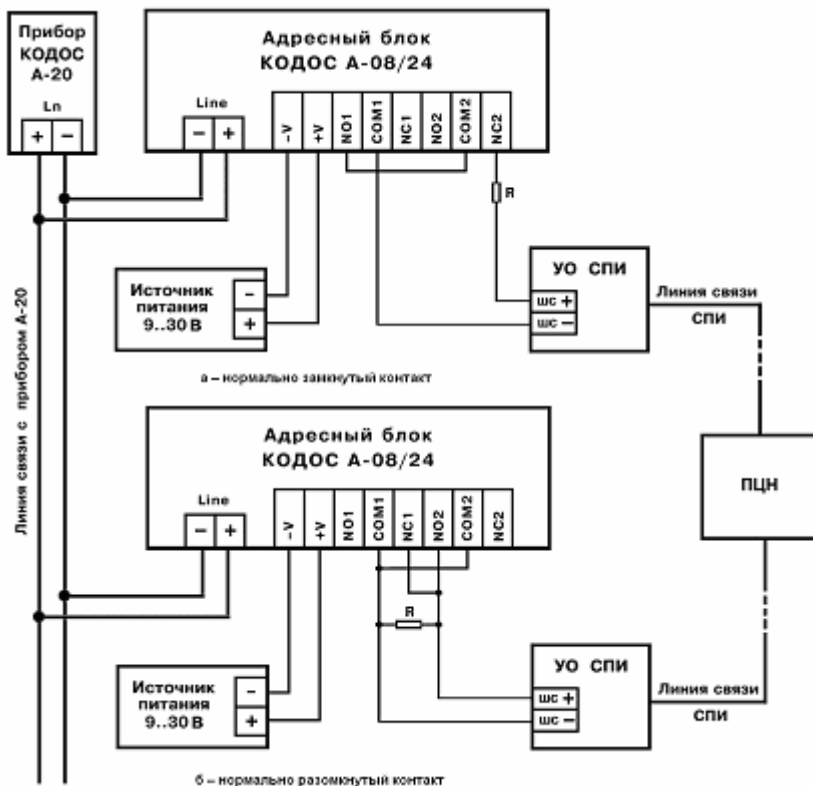 Прибор
КОДОС
А-20
Ln
+ –
Адресный блок
КОДОС А-08/24
Line
– +
-V +V NO1 COM1 NC1 NO2 COM2 NC2
R
Источник
питания
9..30 В
–
+
УО СПИ
шс +
шс –
Линия связи
СПИ
а – нормально замкнутый контакт
Линия связи с прибором А-20
Адресный блок
КОДОС А-08/24
Line
– +
-V +V NO1 COM1 NC1 NO2 COM2 NC2
R
ПЦН
Источник
питания
9..30 В
–
+
УО СПИ
шс +
шс –
Линия связи
СПИ
б – нормально разомкнутый контакт